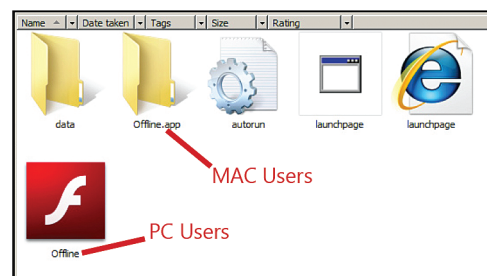 Name Date taken Tags Size Rating
data Offline.app autorun launchpage launchpage
MAC Users
PC Users
Offline